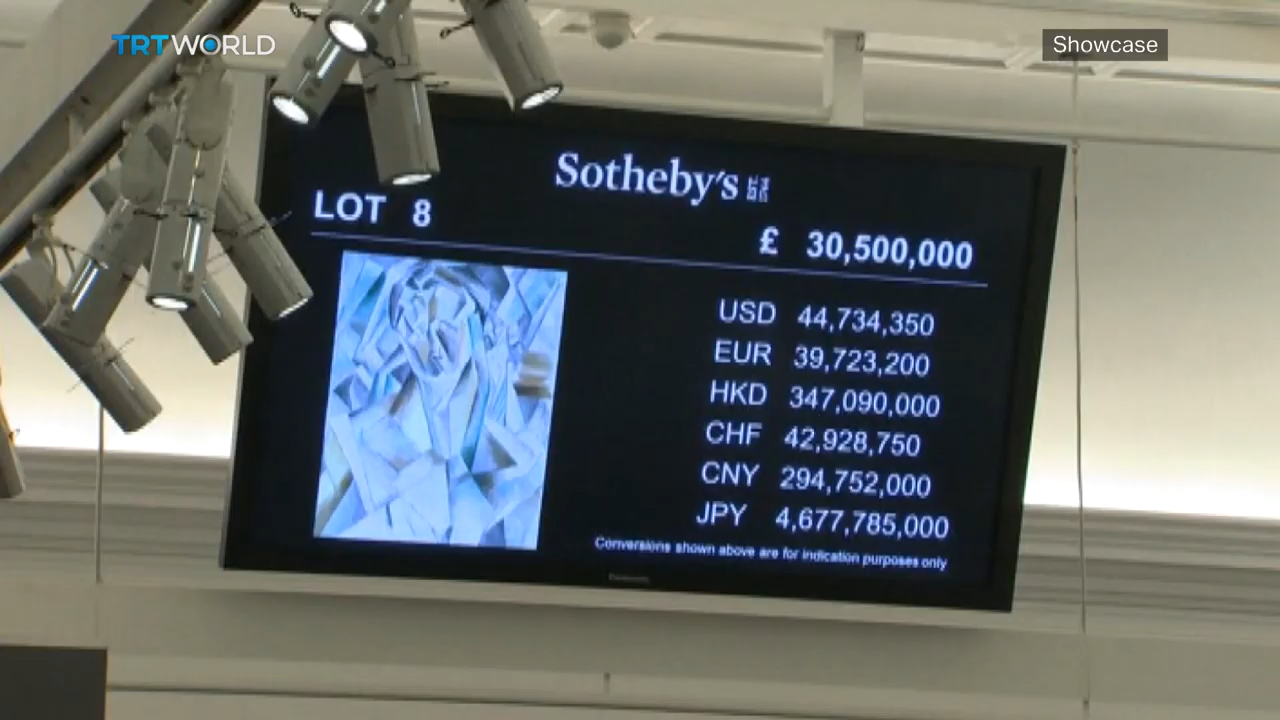 TRTWORLD
Showcase
Sotheby's
LOT 8
£ 30,500,000
USD 44,734,350
EUR 39,723,200
HKD 347,090,000
CHF 42,928,750
CNY 294,752,000
JPY 4,677,785,000
Conversions shown above are for indication purposes only
Panasonic